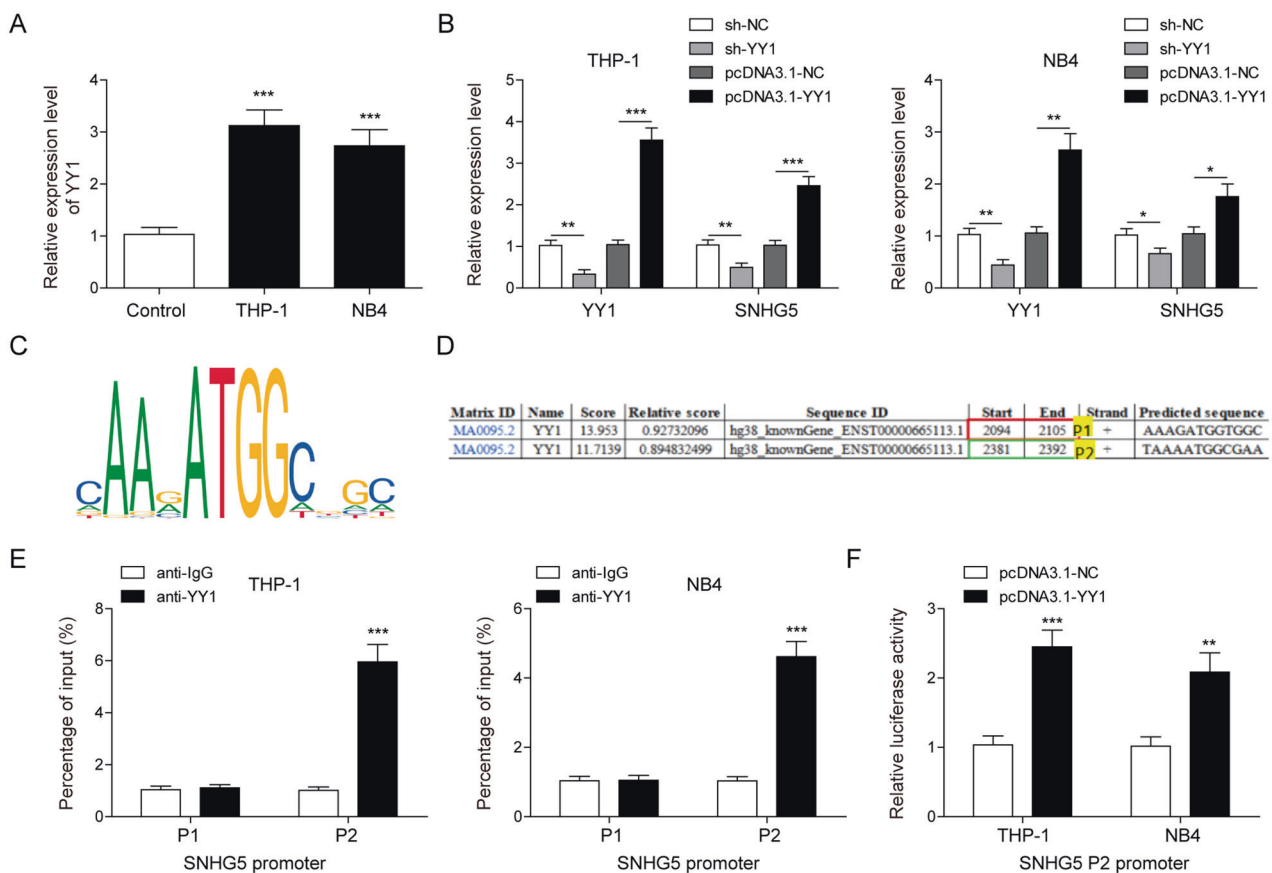 A
Relative expression level
of YY1
4
3
2
1
0
***
***
Control THP-1 NB4
B
sh-NC
sh-YY1
pcDNA3.1-NC
pcDNA3.1-YY1
THP-1
Relative expression level
5
4
3
2
1
0
**
***
**
***
YY1 SNHG5
sh-NC
sh-YY1
pcDNA3.1-NC
pcDNA3.1-YY1
NB4
Relative expression level
4
3
2
1
0
**
**
*
*
YY1 SNHG5
C
CAAGATGGCGC
D
Matrix ID Name Score Relative score Sequence ID Start End Strand Predicted sequence
MA0095.2 YY1 13.953 0.92732096 hg38_knownGene_ENST00000665113.1 2094 2105 P1 + AAAGATGGTGGC
MA0095.2 YY1 11.7139 0.894832499 hg38_knownGene_ENST00000665113.1 2381 2392 P2 + TAAAATGGCGAA
E
anti-IgG
anti-YY1
THP-1
Percentage of input (%)
8
6
4
2
0
***
P1 P2
SNHG5 promoter
anti-IgG
anti-YY1
NB4
Percentage of input (%)
6
4
2
0
***
P1 P2
SNHG5 promoter
F
pcDNA3.1-NC
pcDNA3.1-YY1
Relative luciferase activity
3
2
1
0
***
**
THP-1 NB4
SNHG5 P2 promoter